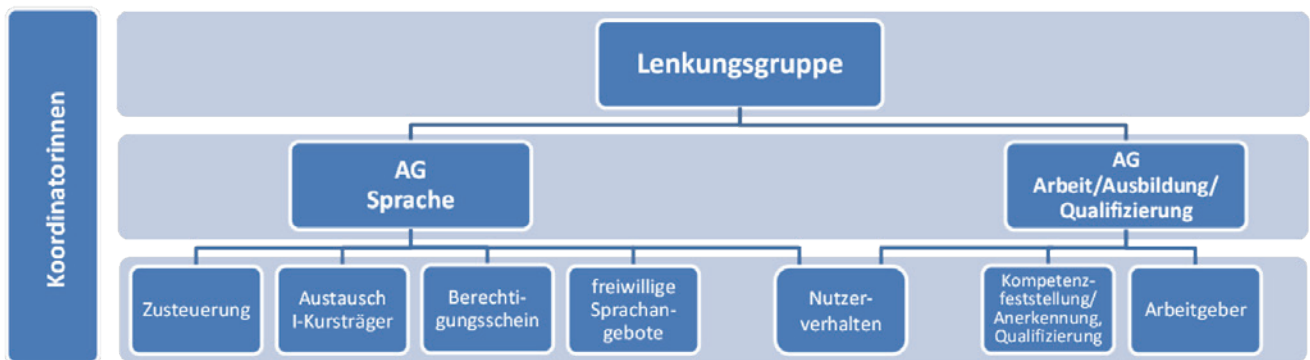 Koordinatorinnen
Lenkungsgruppe
AG
Sprache
AG
Arbeit/Ausbildung/
Qualifizierung
Zusteuerung
Austausch
I-Kursträger
Berechti-
gungsschein
freiwillige
Sprachan-
gebote
Nutzer-
verhalten
Kompetenz-
feststellung/
Anerkennung,
Qualifizierung
Arbeitgeber